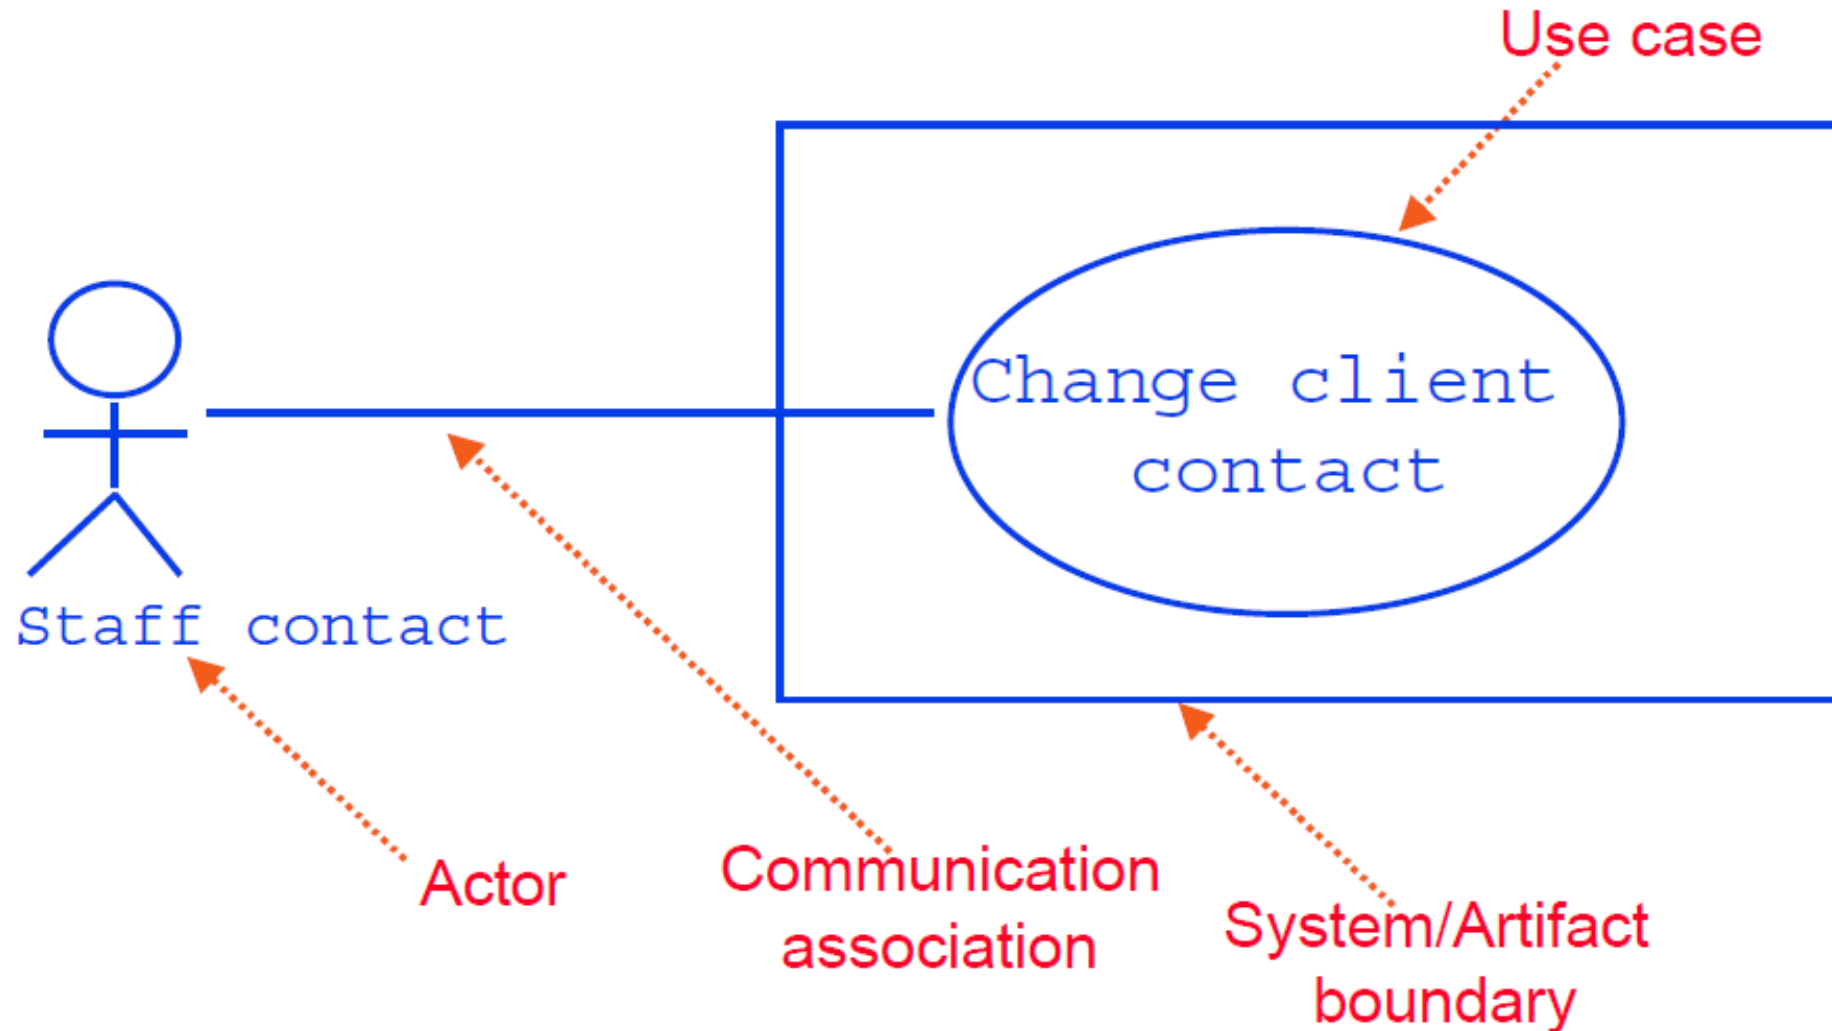 Use case
Change client
contact
Staff contact
Actor
Communication
association
System/Artifact
boundary